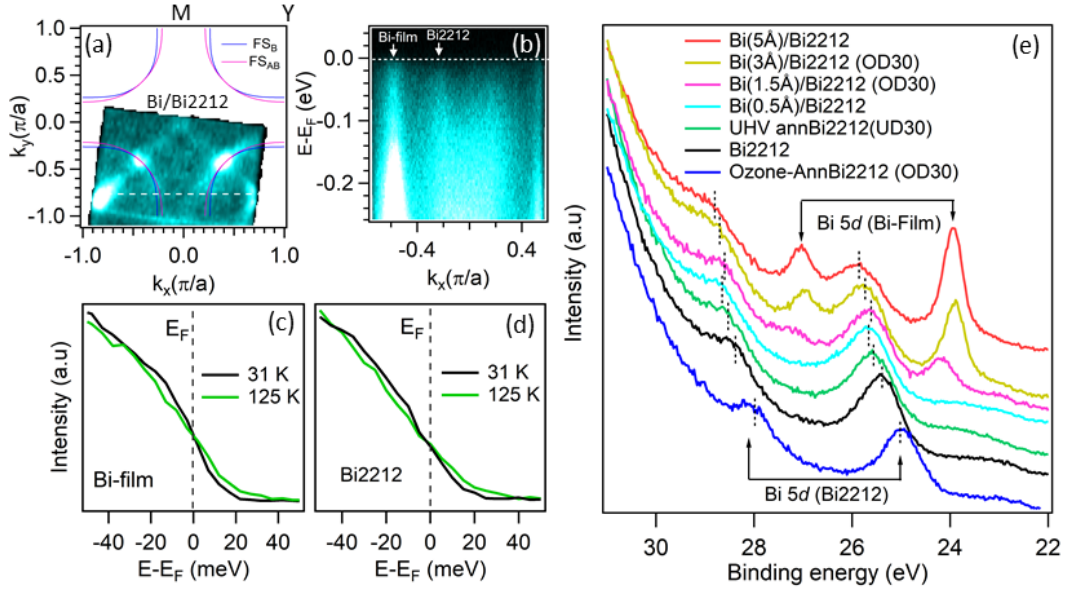 M Y
(a)
FS_B
FS_AB
Bi/Bi2212
k_y(π/a)
1.0
0.5
0.0
-0.5
-1.0
-1.0 0.0 1.0
k_x(π/a)
Bi-film Bi2212
(b)
E-E_F (eV)
0.0
-0.1
-0.2
-0.4 0.0 0.4
k_x(π/a)
(c)
E_F
31 K
125 K
Bi-film
Intensity (a.u)
-40 -20 0 20 40
E-E_F (meV)
(d)
E_F
31 K
125 K
Bi2212
-40 -20 0 20 40
E-E_F (meV)
(e)
Bi(5Å)/Bi2212
Bi(3Å)/Bi2212 (OD30)
Bi(1.5Å)/Bi2212 (OD30)
Bi(0.5Å)/Bi2212
UHV annBi2212(UD30)
Bi2212
Ozone-AnnBi2212 (OD30)
Bi 5d (Bi-Film)
Bi 5d (Bi2212)
Intensity (a.u)
30 28 26 24 22
Binding energy (eV)